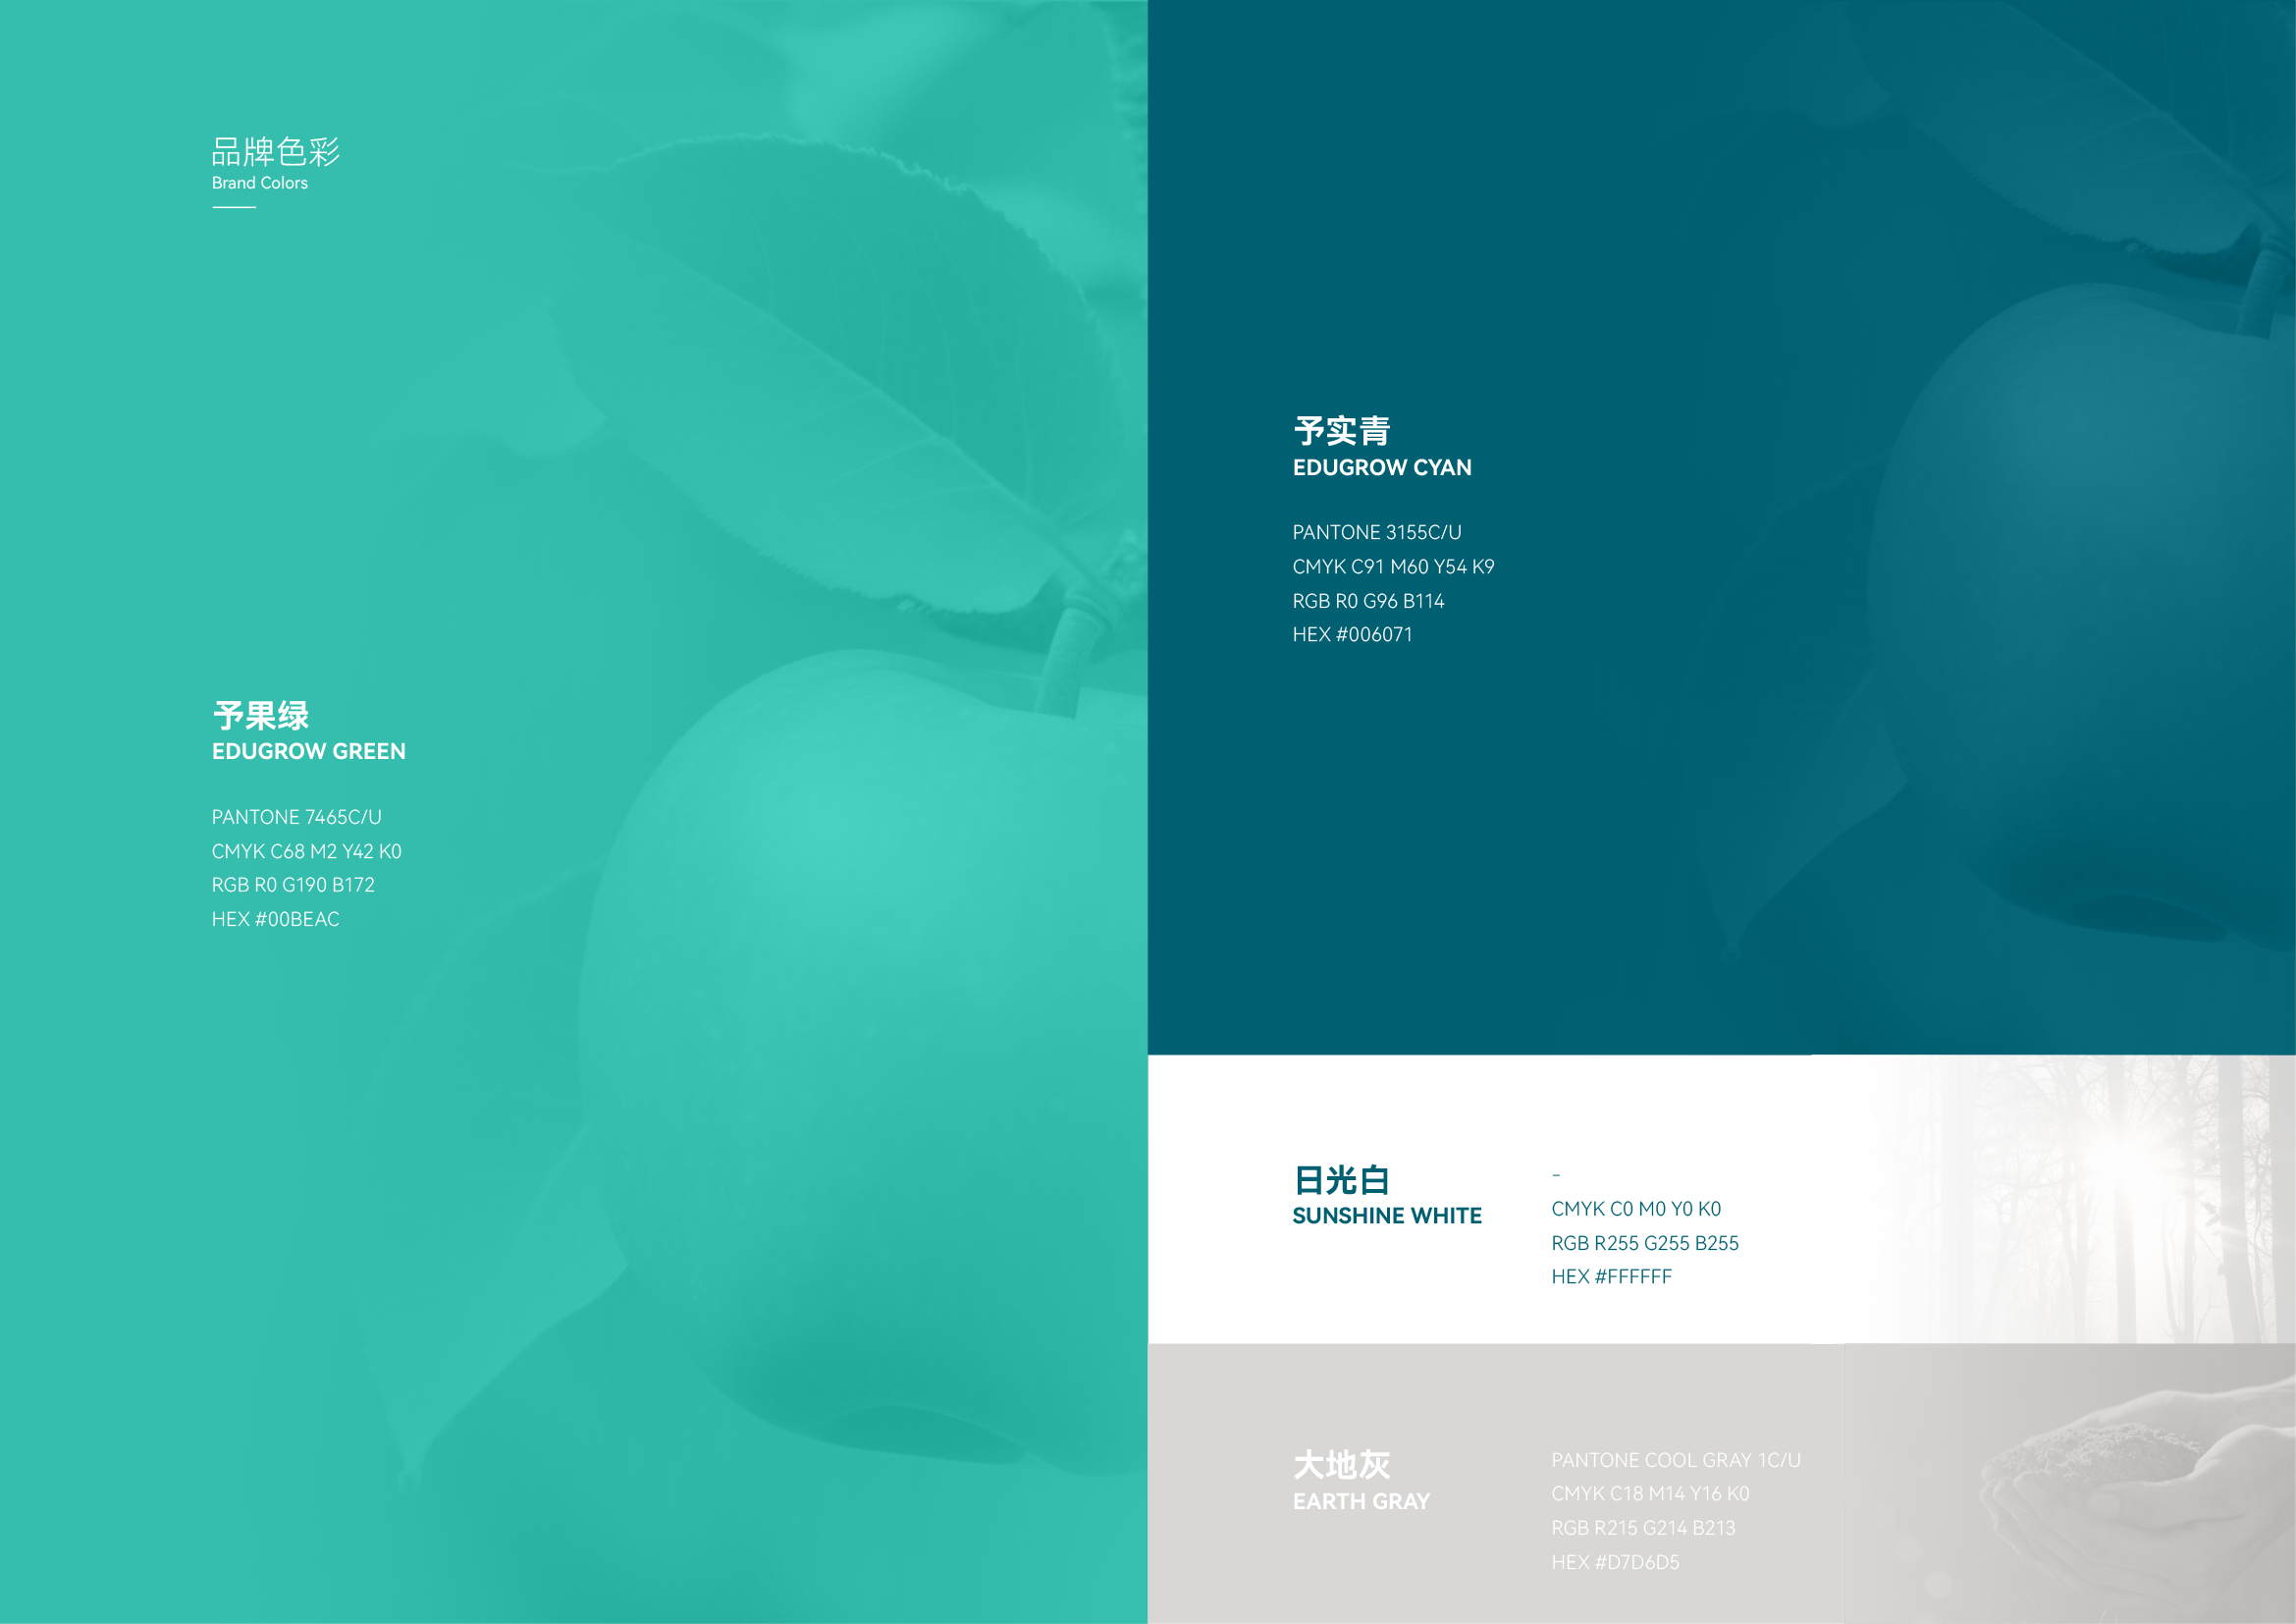 品牌色彩
Brand Colors
予果绿
EDUGROW GREEN
PANTONE 7465C/U
CMYK C68 M2 Y42 K0
RGB R0 G190 B172
HEX #00BEAC
予实青
EDUGROW CYAN
PANTONE 3155C/U
CMYK C91 M60 Y54 K9
RGB R0 G96 B114
HEX #006071
日光白
SUNSHINE WHITE
–
CMYK C0 M0 Y0 K0
RGB R255 G255 B255
HEX #FFFFFF
大地灰
EARTH GRAY
PANTONE COOL GRAY 1C/U
CMYK C18 M14 Y16 K0
RGB R215 G214 B213
HEX #D7D6D5